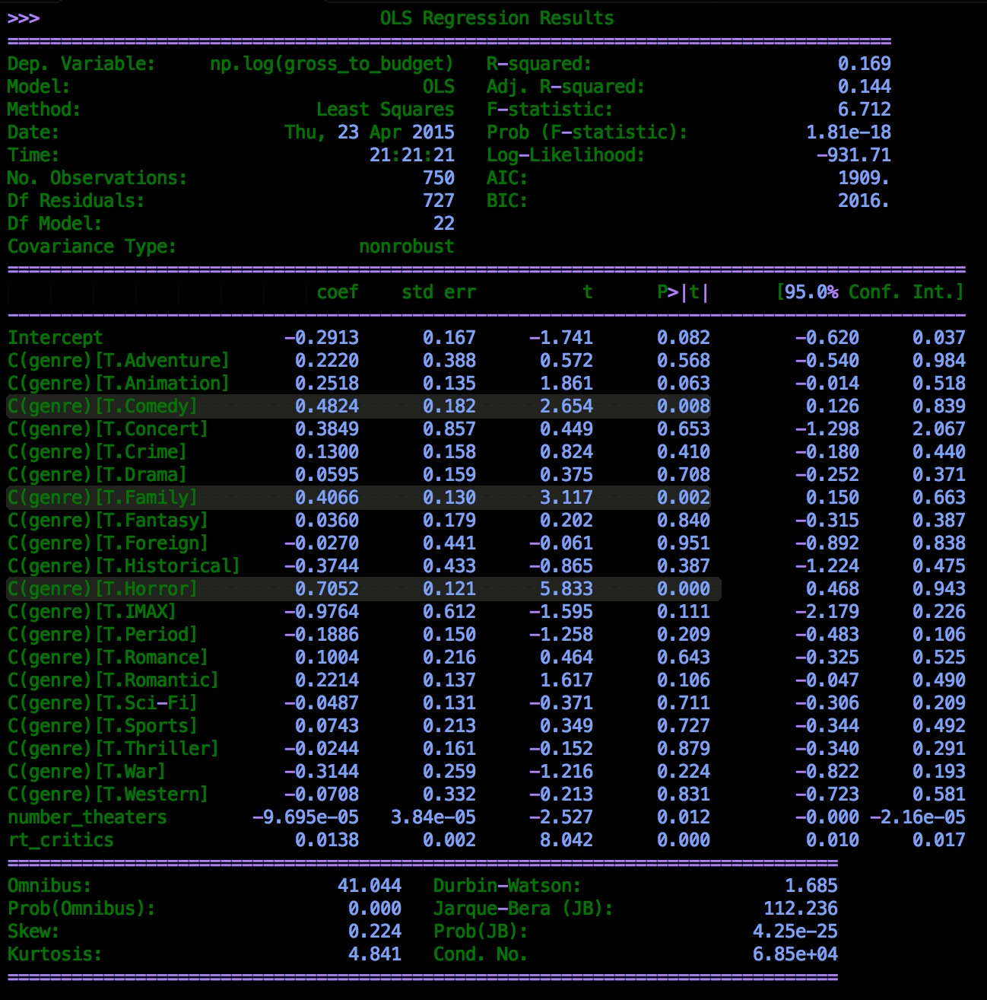 >>> OLS Regression Results
==============================================================================
Dep. Variable: np.log(gross_to_budget) R-squared: 0.169
Model: OLS Adj. R-squared: 0.144
Method: Least Squares F-statistic: 6.712
Date: Thu, 23 Apr 2015 Prob (F-statistic): 1.81e-18
Time: 21:21:21 Log-Likelihood: -931.71
No. Observations: 750 AIC: 1909.
Df Residuals: 727 BIC: 2016.
Df Model: 22
Covariance Type: nonrobust
==============================================================================
coef std err t P>|t| [95.0% Conf. Int.]
------------------------------------------------------------------------------
Intercept -0.2913 0.167 -1.741 0.082 -0.620 0.037
C(genre)[T.Adventure] 0.2220 0.388 0.572 0.568 -0.540 0.984
C(genre)[T.Animation] 0.2518 0.135 1.861 0.063 -0.014 0.518
C(genre)[T.Comedy] 0.4824 0.182 2.654 0.008 0.126 0.839
C(genre)[T.Concert] 0.3849 0.857 0.449 0.653 -1.298 2.067
C(genre)[T.Crime] 0.1300 0.158 0.824 0.410 -0.180 0.440
C(genre)[T.Drama] 0.0595 0.159 0.375 0.708 -0.252 0.371
C(genre)[T.Family] 0.4066 0.130 3.117 0.002 0.150 0.663
C(genre)[T.Fantasy] 0.0360 0.179 0.202 0.840 -0.315 0.387
C(genre)[T.Foreign] -0.0270 0.441 -0.061 0.951 -0.892 0.838
C(genre)[T.Historical] -0.3744 0.433 -0.865 0.387 -1.224 0.475
C(genre)[T.Horror] 0.7052 0.121 5.833 0.000 0.468 0.943
C(genre)[T.IMAX] -0.9764 0.612 -1.595 0.111 -2.179 0.226
C(genre)[T.Period] -0.1886 0.150 -1.258 0.209 -0.483 0.106
C(genre)[T.Romance] 0.1004 0.216 0.464 0.643 -0.325 0.525
C(genre)[T.Romantic] 0.2214 0.137 1.617 0.106 -0.047 0.490
C(genre)[T.Sci-Fi] -0.0487 0.131 -0.371 0.711 -0.306 0.209
C(genre)[T.Sports] 0.0743 0.213 0.349 0.727 -0.344 0.492
C(genre)[T.Thriller] -0.0244 0.161 -0.152 0.879 -0.340 0.291
C(genre)[T.War] -0.3144 0.259 -1.216 0.224 -0.822 0.193
C(genre)[T.Western] -0.0708 0.332 -0.213 0.831 -0.723 0.581
number_theaters -9.695e-05 3.84e-05 -2.527 0.012 -0.000 -2.16e-05
rt_critics 0.0138 0.002 8.042 0.000 0.010 0.017
==============================================================================
Omnibus: 41.044 Durbin-Watson: 1.685
Prob(Omnibus): 0.000 Jarque-Bera (JB): 112.236
Skew: 0.224 Prob(JB): 4.25e-25
Kurtosis: 4.841 Cond. No. 6.85e+04
==============================================================================